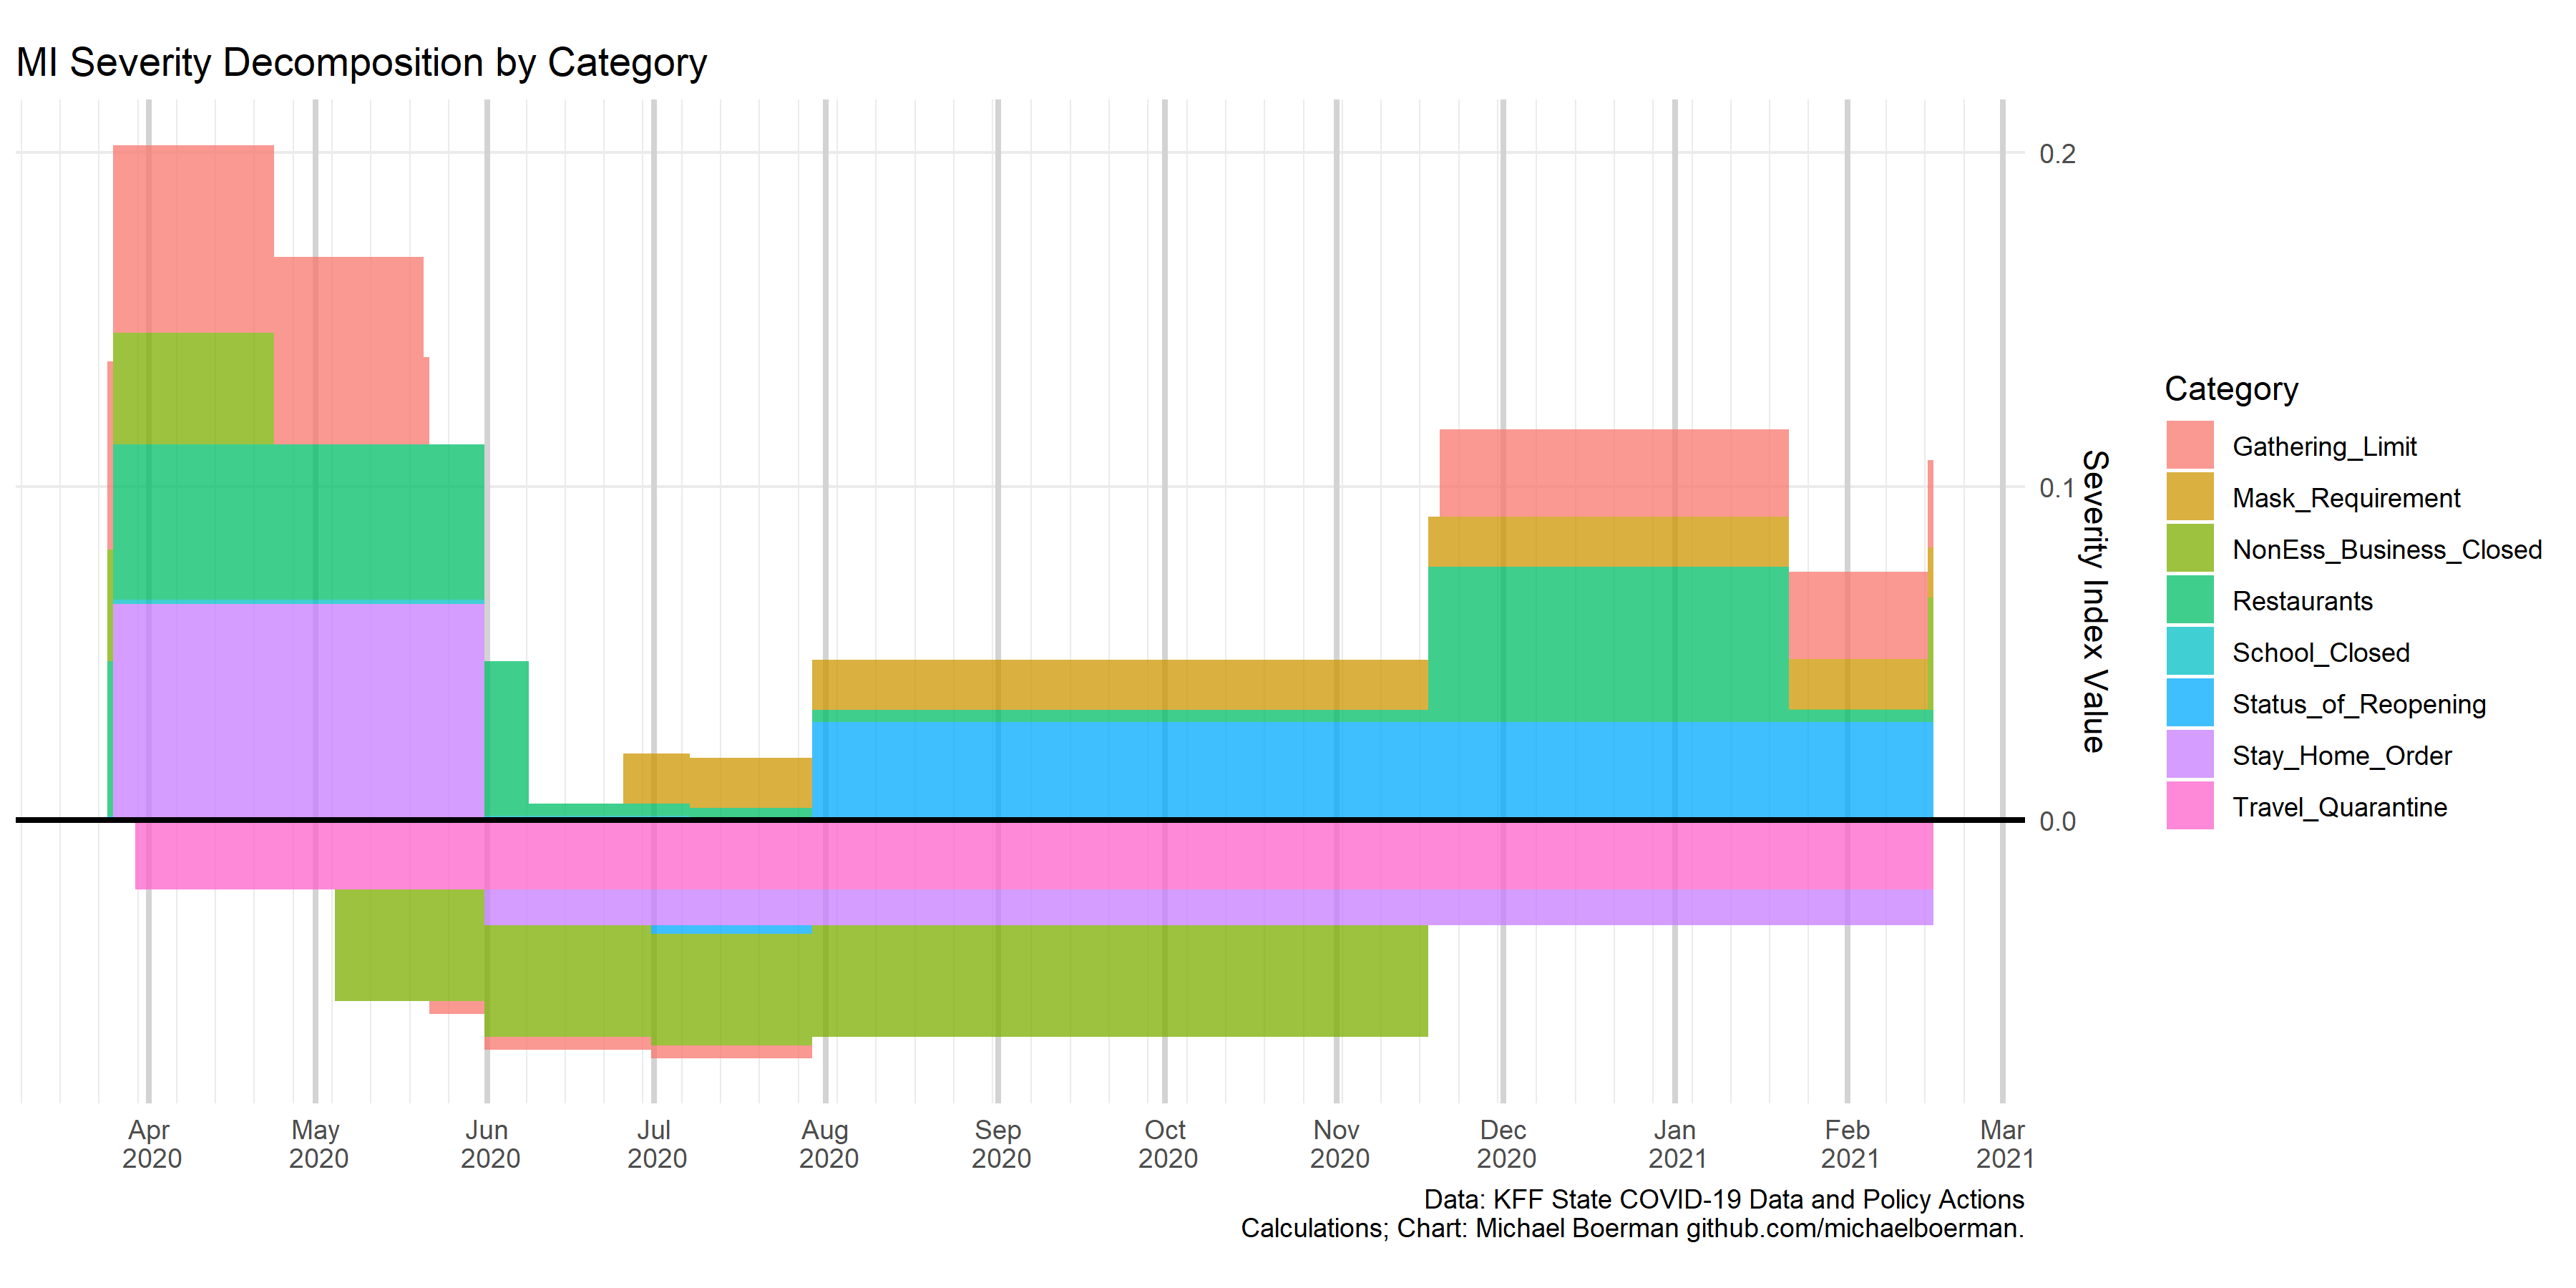 MI Severity Decomposition by Category
0.2
0.1
0.0
Severity Index Value
Category
Gathering_Limit
Mask_Requirement
NonEss_Business_Closed
Restaurants
School_Closed
Status_of_Reopening
Stay_Home_Order
Travel_Quarantine
Apr May Jun Jul Aug Sep Oct Nov Dec Jan Feb Mar
2020 2020 2020 2020 2020 2020 2020 2020 2020 2021 2021 2021
Data: KFF State COVID-19 Data and Policy Actions
Calculations; Chart: Michael Boerman github.com/michaelboerman.